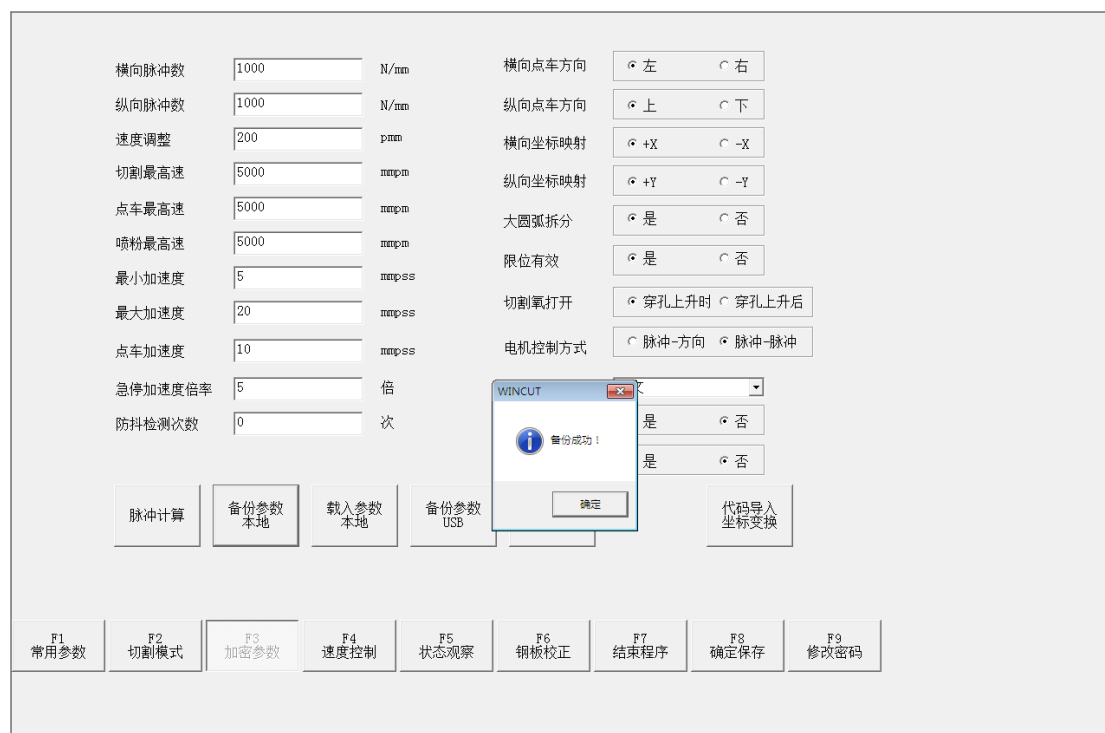 横向脉冲数 1000 N/mm 横向点车方向 左 右
纵向脉冲数 1000 N/mm 纵向点车方向 上 下
速度调整 200 pmm 横向坐标映射 +X -X
切割最高速 5000 mmpm 纵向坐标映射 +Y -Y
点车最高速 5000 mmpm 大圆弧拆分 是 否
喷粉最高速 5000 mmpm 限位有效 是 否
最小加速度 5 mmpss 切割氧打开 穿孔上升时 穿孔上升后
最大加速度 20 mmpss 电机控制方式 脉冲-方向 脉冲-脉冲
点车加速度 10 mmpss
急停加速度倍率 5 倍
防抖检测次数 0 次 是 否
是 否
WINCUT
备份成功！
确定
脉冲计算
备份参数
本地
载入参数
本地
备份参数
USB
代码导入
坐标变换
F1
常用参数
F2
切割模式
F3
加密参数
F4
速度控制
F5
状态观察
F6
钢板校正
F7
结束程序
F8
确定保存
F9
修改密码